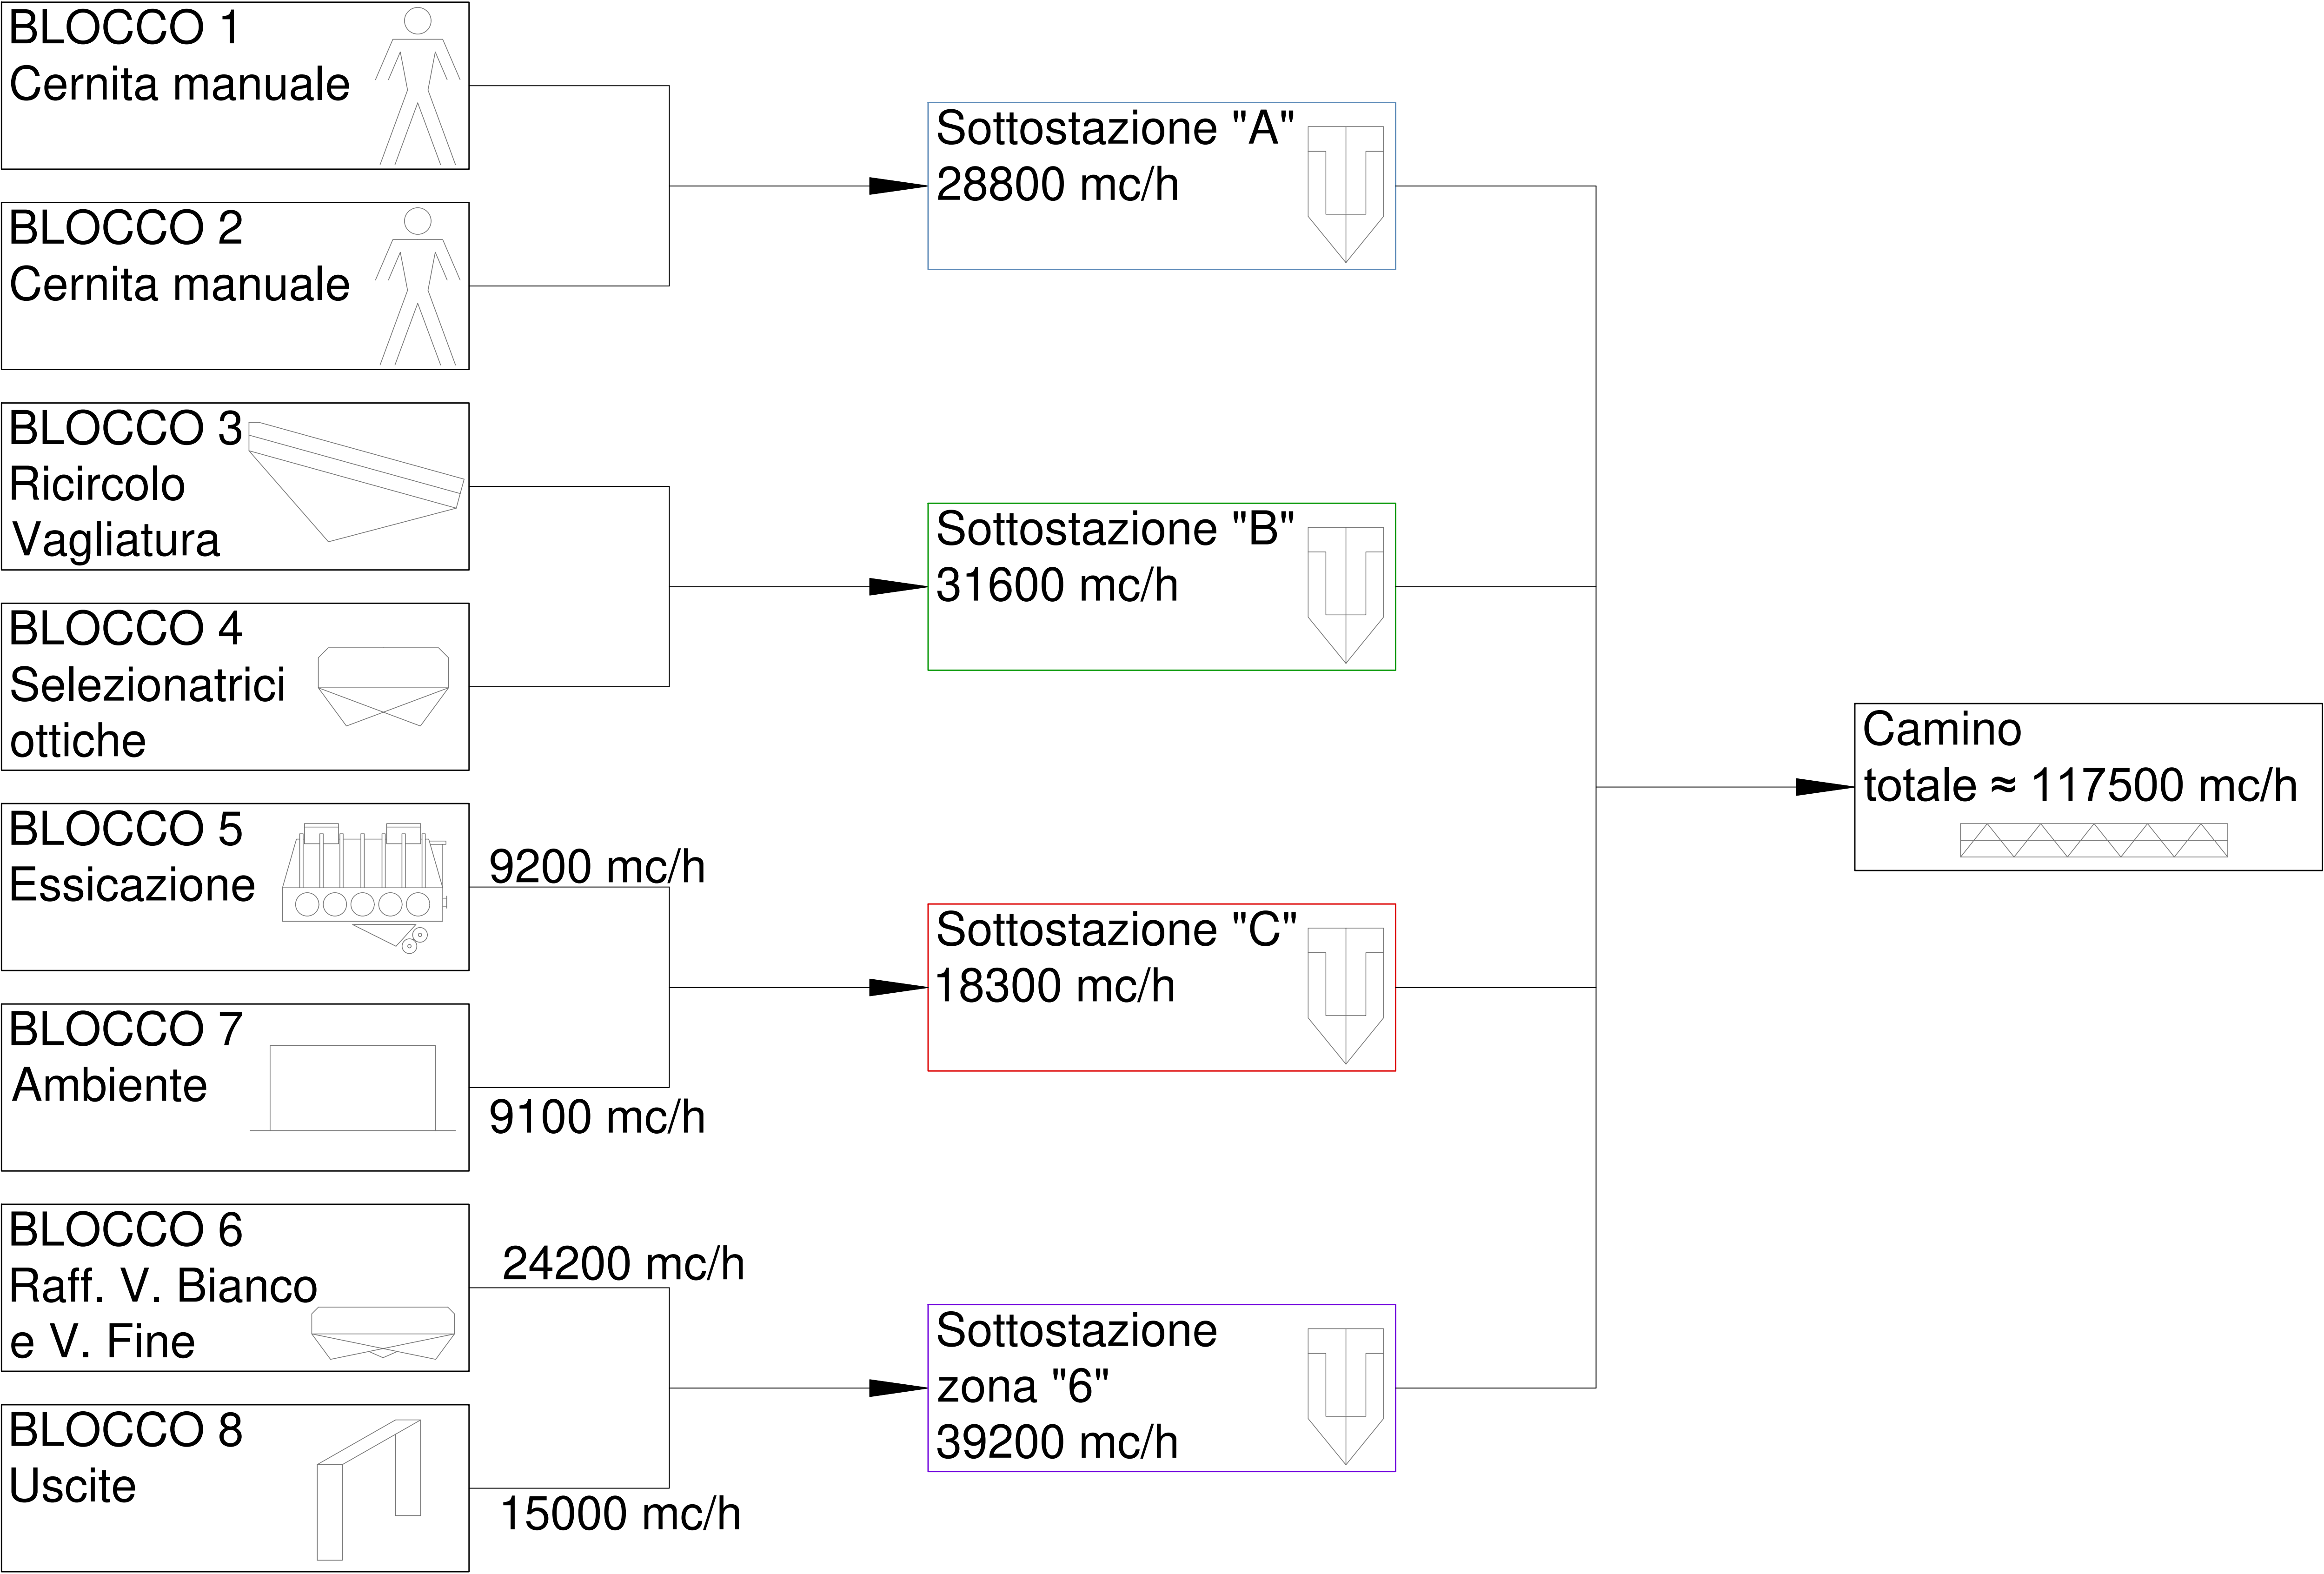 BLOCCO 1
Cernita manuale
BLOCCO 2
Cernita manuale
BLOCCO 3
Ricircolo
Vagliatura
BLOCCO 4
Selezionatrici
ottiche
BLOCCO 5
Essicazione
9200 mc/h
BLOCCO 7
Ambiente
9100 mc/h
BLOCCO 6
Raff. V. Bianco
e V. Fine
24200 mc/h
BLOCCO 8
Uscite
15000 mc/h
Sottostazione "A"
28800 mc/h
Sottostazione "B"
31600 mc/h
Sottostazione "C"
18300 mc/h
Sottostazione
zona "6"
39200 mc/h
Camino
totale ≈ 117500 mc/h